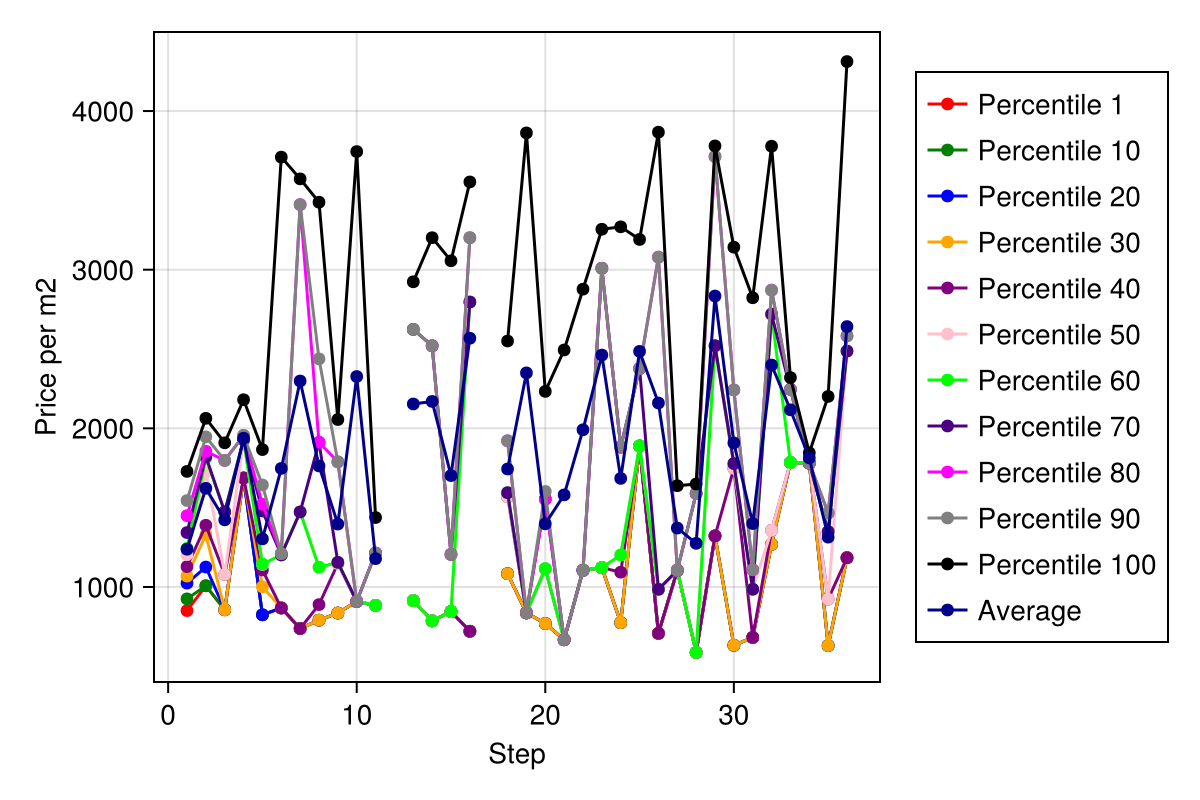 4000
3000
2000
1000
Price per m2
0
10
20
30
Step
Percentile 1
Percentile 10
Percentile 20
Percentile 30
Percentile 40
Percentile 50
Percentile 60
Percentile 70
Percentile 80
Percentile 90
Percentile 100
Average